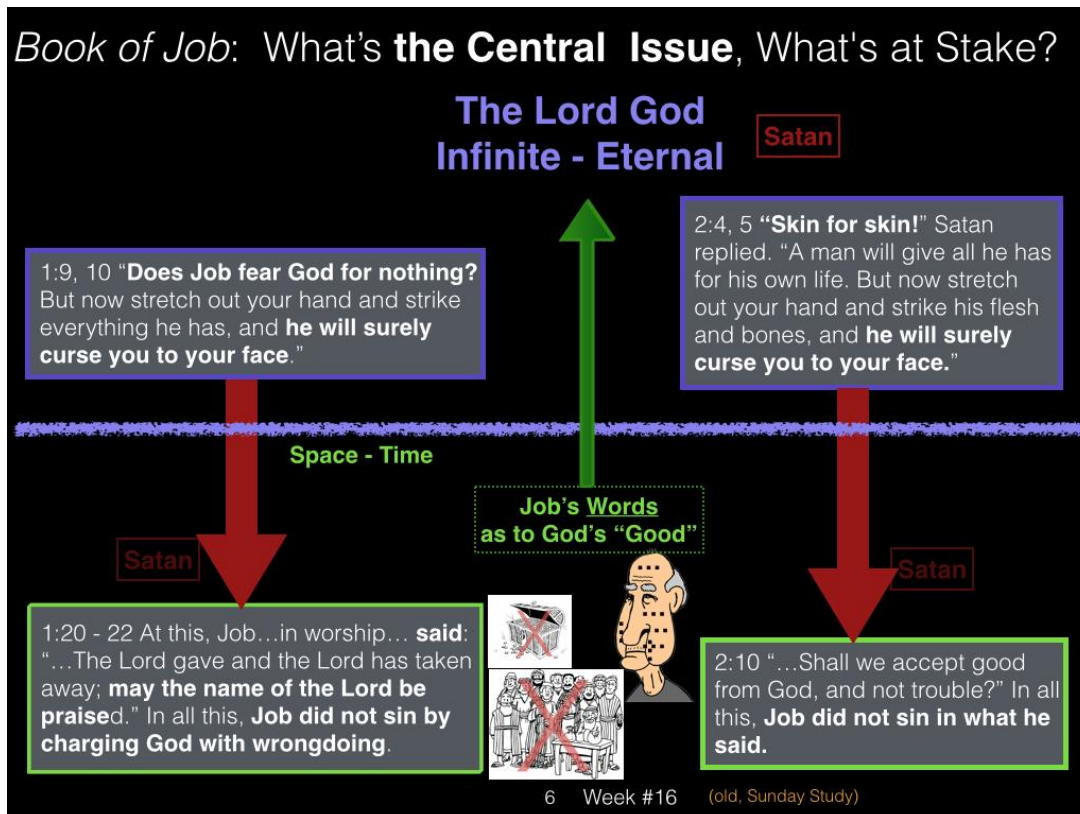 Book of Job: What's the Central Issue, What's at Stake?
The Lord God
Infinite - Eternal
Satan
1:9, 10 “Does Job fear God for nothing?
But now stretch out your hand and strike
everything he has, and he will surely
curse you to your face.”
2:4, 5 “Skin for skin!” Satan
replied. “A man will give all he has
for his own life. But now stretch
out your hand and strike his flesh
and bones, and he will surely
curse you to your face.”
Space - Time
Job's Words
as to God's “Good”
Satan
Satan
1:20 - 22 At this, Job…in worship… said:
“…The Lord gave and the Lord has taken
away; may the name of the Lord be
praised.” In all this, Job did not sin by
charging God with wrongdoing.
2:10 “…Shall we accept good
from God, and not trouble?” In all
this, Job did not sin in what he
said.
6 Week #16 (old, Sunday Study)